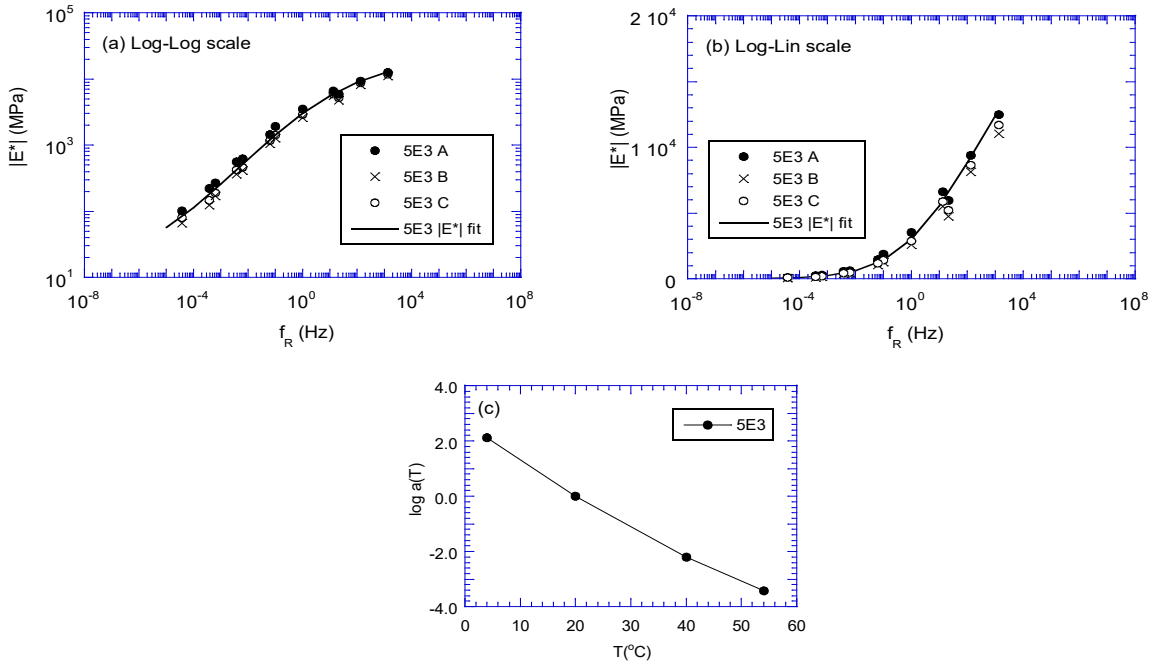 (a) Log-Log scale
|E*| (MPa)
10^5
10^3
10^1
5E3 A
5E3 B
5E3 C
5E3 |E*| fit
10^-8 10^-4 10^0 10^4 10^8
f_R (Hz)
(b) Log-Lin scale
|E*| (MPa)
2 10^4
1 10^4
0
5E3 A
5E3 B
5E3 C
5E3 |E*| fit
10^-8 10^-4 10^0 10^4 10^8
f_R (Hz)
(c)
log a(T)
4.0
2.0
0.0
-2.0
-4.0
5E3
0 10 20 30 40 50 60
T(°C)